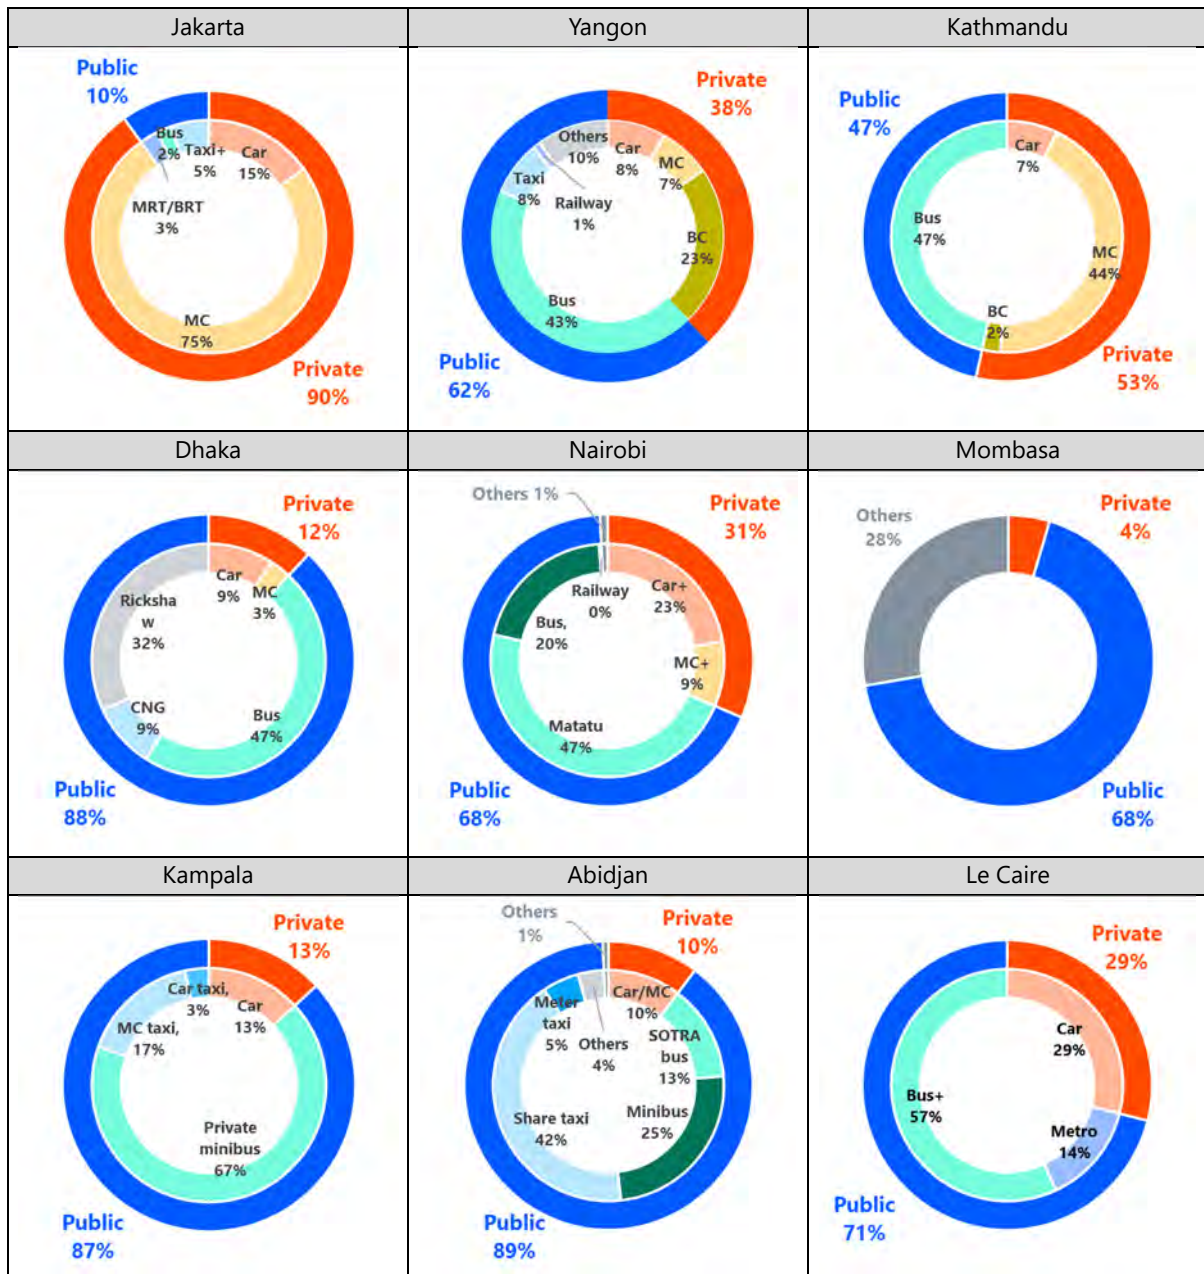 Jakarta
Yangon
Kathmandu
Public
10%
Bus
2%
Taxi+
5%
Car
15%
MRT/BRT
3%
MC
75%
Private
90%
Private
38%
Others
10%
Car
8%
MC
7%
Taxi
8%
Railway
1%
BC
23%
Bus
43%
Public
62%
Public
47%
Car
7%
Bus
47%
MC
44%
BC
2%
Private
53%
Dhaka
Nairobi
Mombasa
Private
12%
Car
9%
MC
3%
Ricksha
w
32%
CNG
9%
Bus
47%
Public
88%
Others 1%
Private
31%
Railway
0%
Car+
23%
Bus,
20%
MC+
9%
Matatu
47%
Public
68%
Others
28%
Private
4%
Public
68%
Kampala
Abidjan
Le Caire
Private
13%
Car taxi,
3%
Car
13%
MC taxi,
17%
Private
minibus
67%
Public
87%
Others
1%
Private
10%
Meter
taxi
5%
Car/MC
10%
Others
4%
SOTRA
bus
13%
Share taxi
42%
Minibus
25%
Public
89%
Private
29%
Car
29%
Bus+
57%
Metro
14%
Public
71%